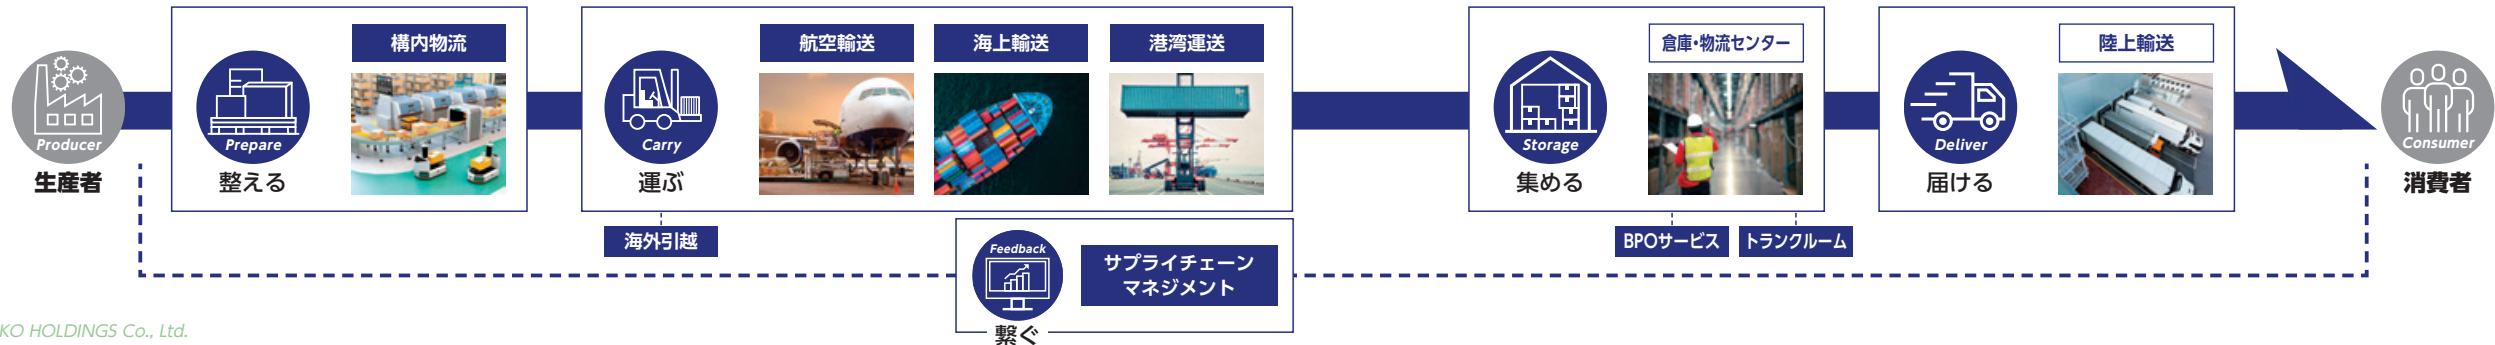 Producer
生産者
Prepare
整える
構内物流
Carry
運ぶ
航空輸送
海上輸送
港湾運送
海外引越
Storage
集める
倉庫・物流センター
BPOサービス
トランクルーム
Deliver
届ける
陸上輸送
Consumer
消費者
Feedback
繋ぐ
サプライチェーン
マネジメント
KO HOLDINGS Co., Ltd.